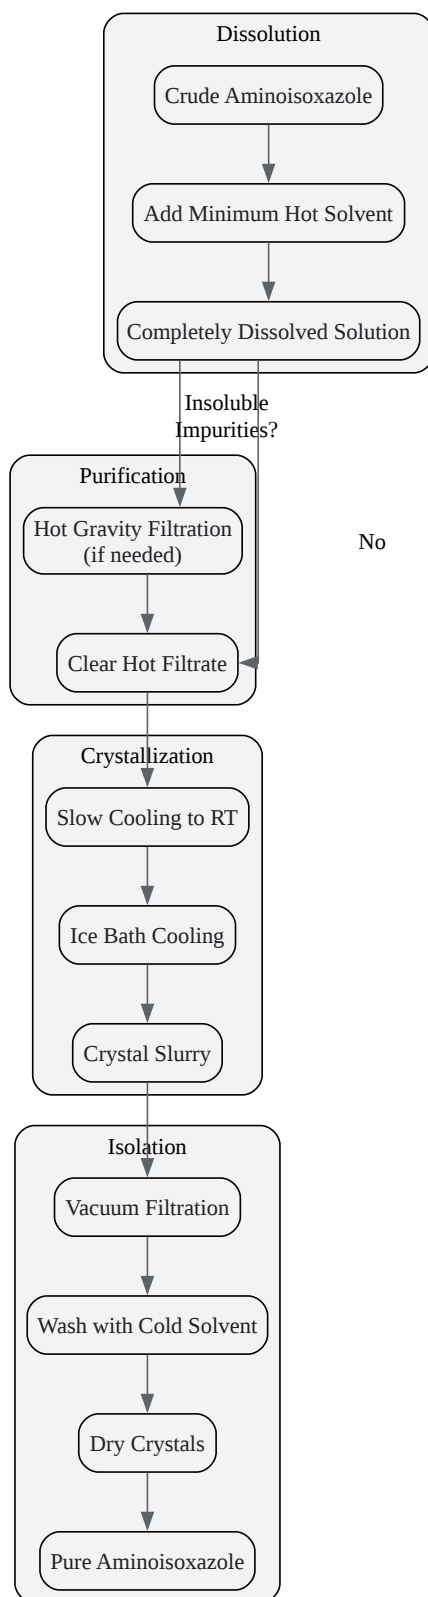 Dissolution
Crude Aminoisoxazole
Add Minimum Hot Solvent
Completely Dissolved Solution
Insoluble
Impurities?
Purification
Hot Gravity Filtration
(if needed)
No
Clear Hot Filtrate
Crystallization
Slow Cooling to RT
Ice Bath Cooling
Crystal Slurry
Isolation
Vacuum Filtration
Wash with Cold Solvent
Dry Crystals
Pure Aminoisoxazole